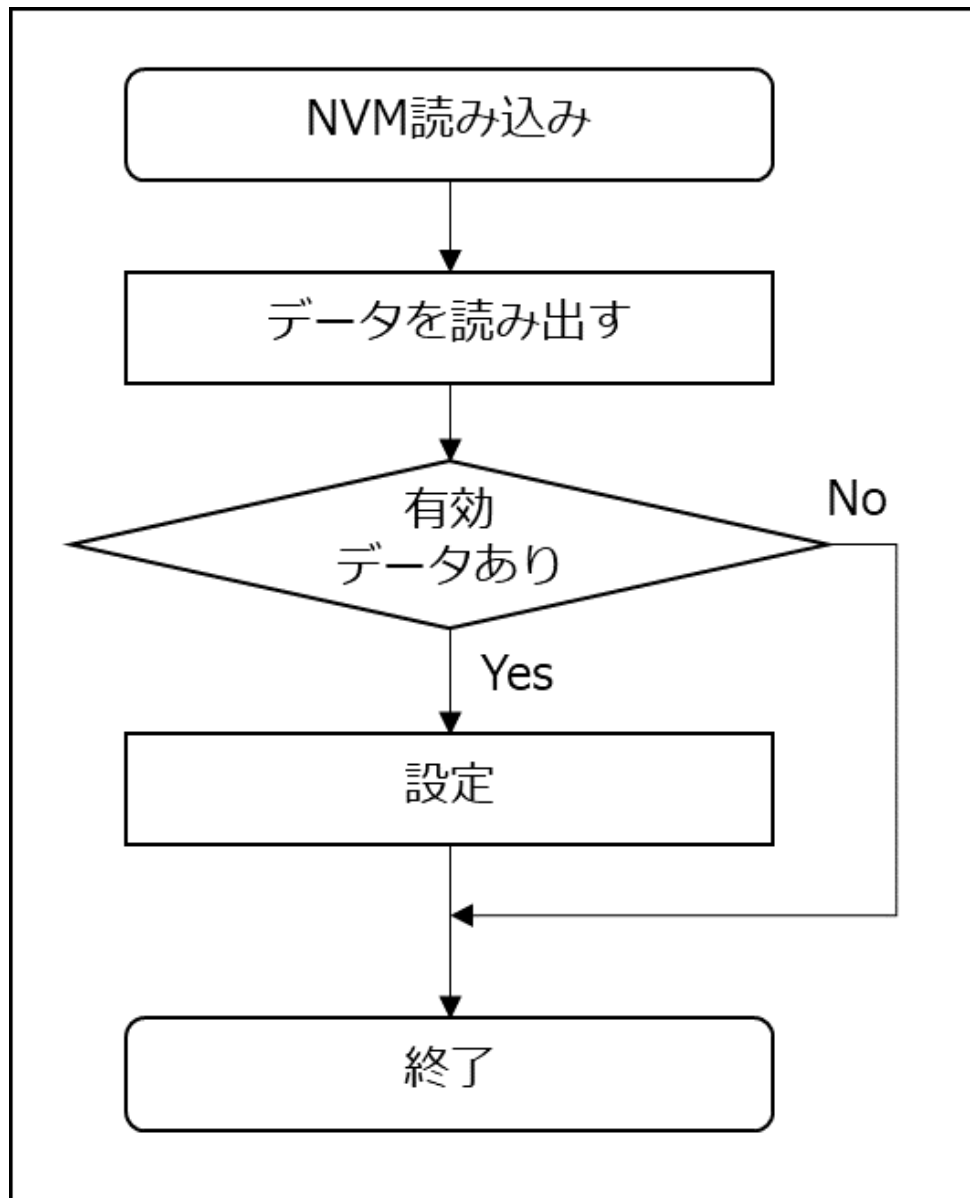 NVM読み込み
データを読み出す
有効
データあり
No
Yes
設定
終了